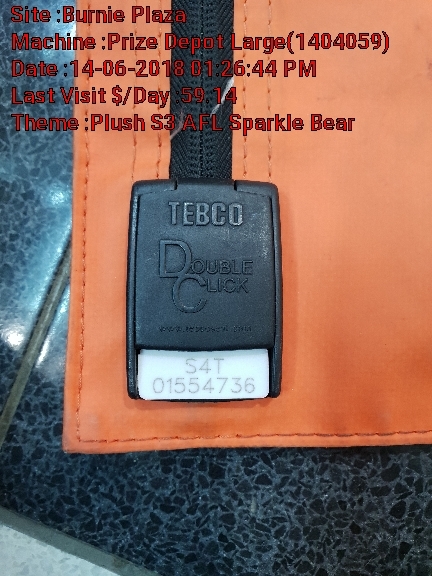 Site :Burnie Plaza
Machine :Prize Depot Large(1404059)
Date :14-06-2018 01:26:44 PM
Last Visit $/Day :59.14
Theme :Plush S3 AFL Sparkle Bear
TEBCO
DOUBLE
CLICK
S4T
01554736